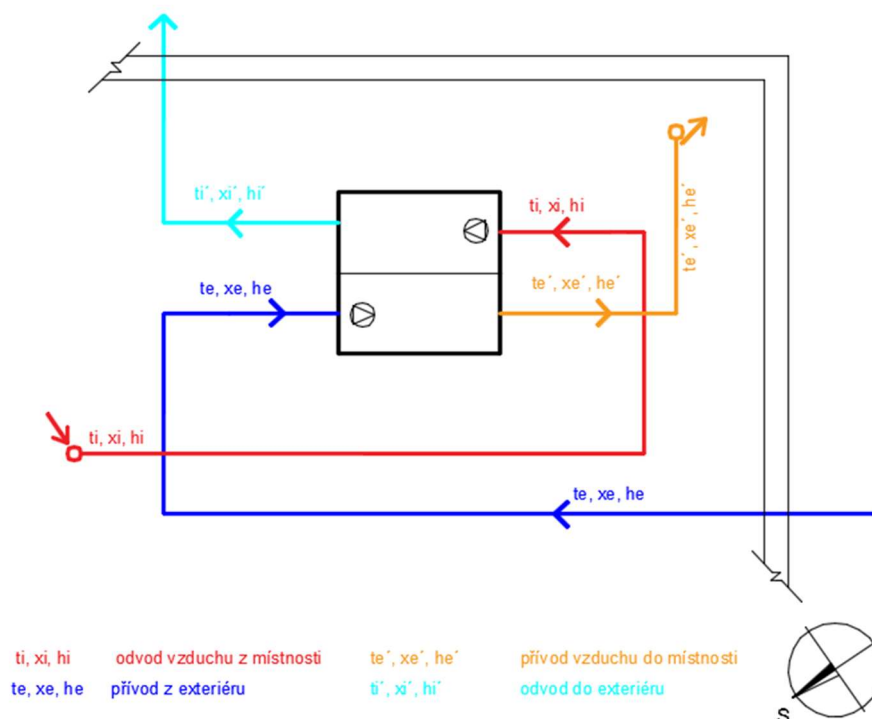 ti´, xi´, hi´
ti, xi, hi
te, xe, he
te´, xe´, he´
te´, xe´, he´
ti, xi, hi
te, xe, he
ti, xi, hi odvod vzduchu z místnosti te´, xe´, he´ přívod vzduchu do místnosti
te, xe, he přívod z exteriéru ti´, xi´, hi´ odvod do exteriéru
S